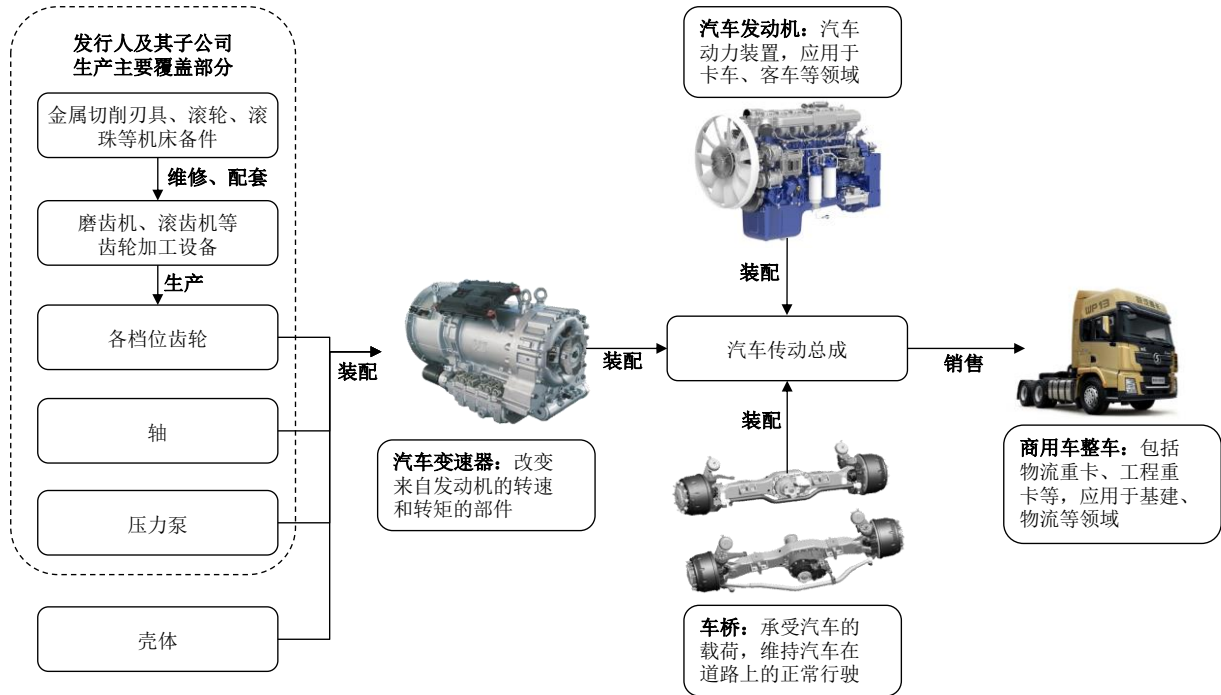 发行人及其子公司
生产主要覆盖部分
金属切削刃具、滚轮、滚
珠等机床备件
维修、配套
磨齿机、滚齿机等
齿轮加工设备
生产
各档位齿轮
轴
压力泵
壳体
装配
汽车变速器：改变
来自发动机的转速
和转矩的部件
装配
汽车发动机：汽车
动力装置，应用于
卡车、客车等领域
装配
汽车传动总成
装配
车桥：承受汽车的
载荷，维持汽车在
道路上的正常行驶
销售
WP13
商用车整车：包括
物流重卡、工程重
卡等，应用于基建、
物流等领域